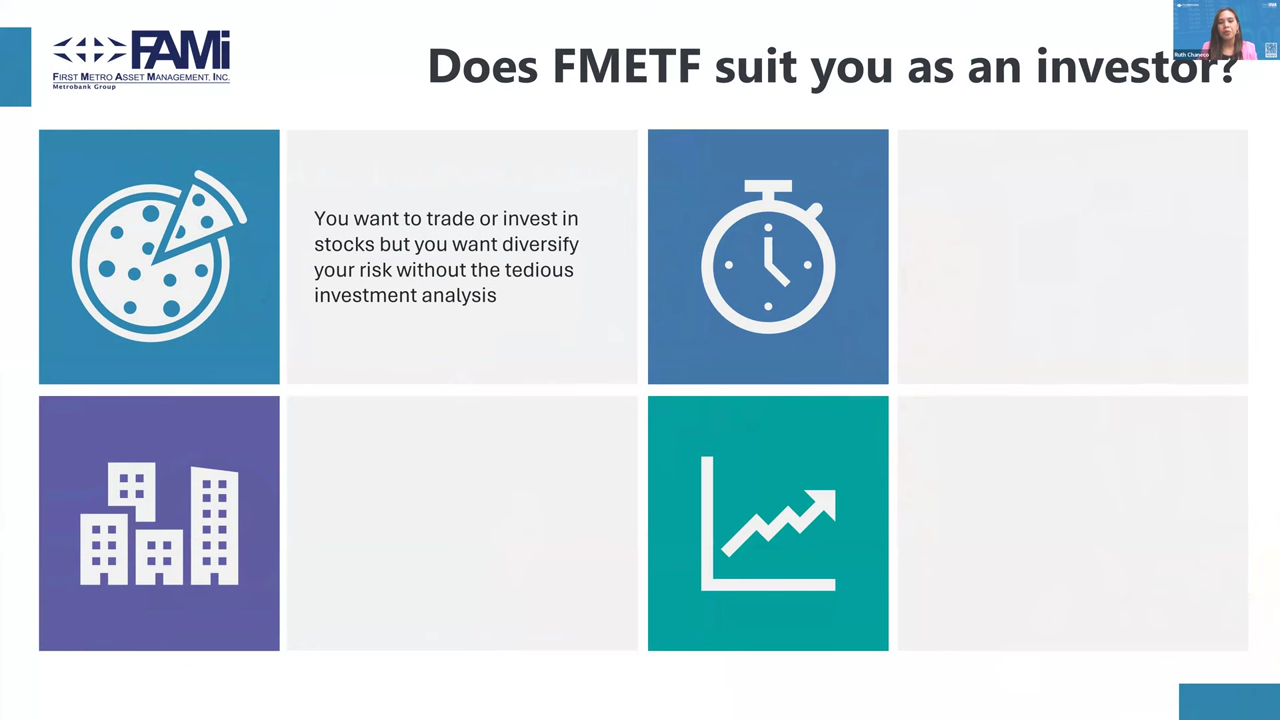 FAMi
FIRST METRO ASSET MANAGEMENT, INC.
Metrobank Group
Does FMETF suit you as an investor?
You want to trade or invest in
stocks but you want diversify
your risk without the tedious
investment analysis